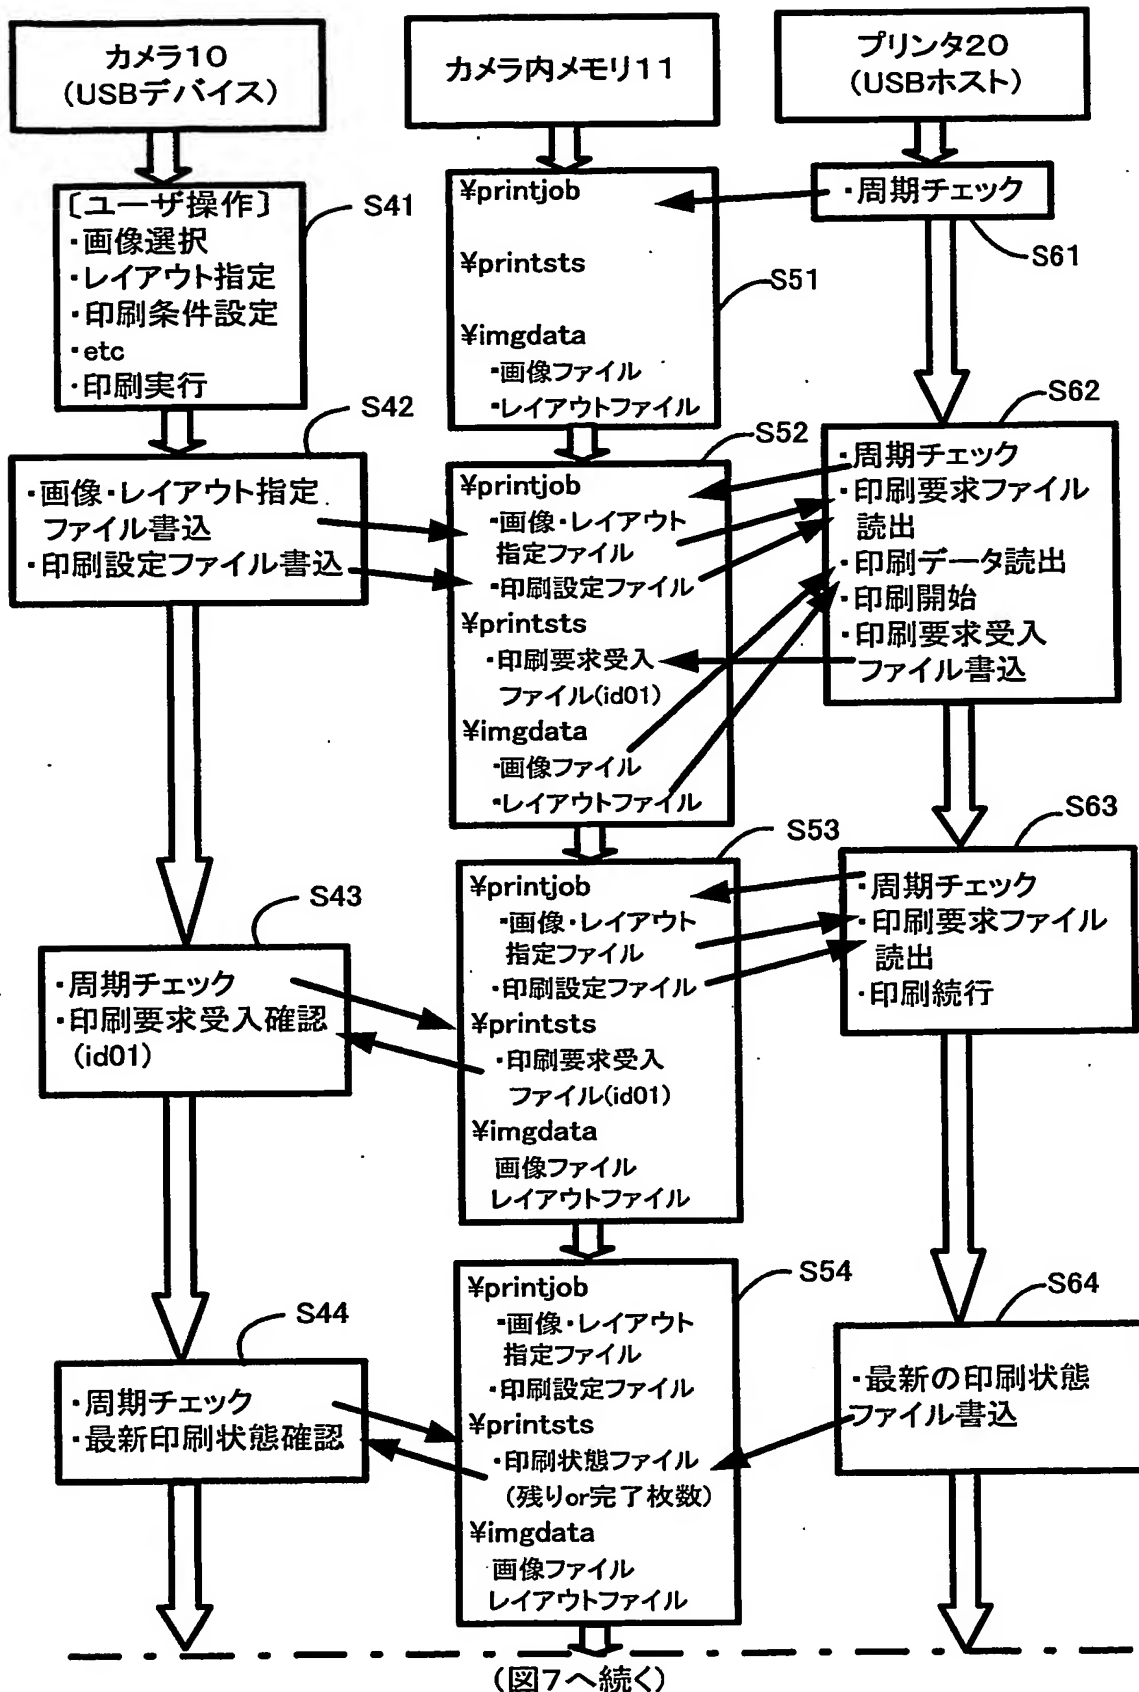 カメラ10
(USBデバイス)
カメラ内メモリ11
プリンタ20
(USBホスト)
[ユーザ操作]
・画像選択
・レイアウト指定
・印刷条件設定
・etc
・印刷実行
S41
¥printjob
¥printsts
¥imgdata
・画像ファイル
・レイアウトファイル
S51
・周期チェック
S61
S42
・画像・レイアウト指定
ファイル書込
・印刷設定ファイル書込
S52
¥printjob
・画像・レイアウト
指定ファイル
・印刷設定ファイル
¥printsts
・印刷要求受入
ファイル(id01)
¥imgdata
・画像ファイル
・レイアウトファイル
S62
・周期チェック
・印刷要求ファイル
読出
・印刷データ読出
・印刷開始
・印刷要求受入
ファイル書込
S43
・周期チェック
・印刷要求受入確認
(id01)
S53
¥printjob
・画像・レイアウト
指定ファイル
・印刷設定ファイル
¥printsts
・印刷要求受入
ファイル(id01)
¥imgdata
画像ファイル
レイアウトファイル
S63
・周期チェック
・印刷要求ファイル
読出
・印刷続行
S44
・周期チェック
・最新印刷状態確認
S54
¥printjob
・画像・レイアウト
指定ファイル
・印刷設定ファイル
¥printsts
・印刷状態ファイル
(残りor完了枚数)
¥imgdata
画像ファイル
レイアウトファイル
S64
・最新の印刷状態
ファイル書込
(図7へ続く)